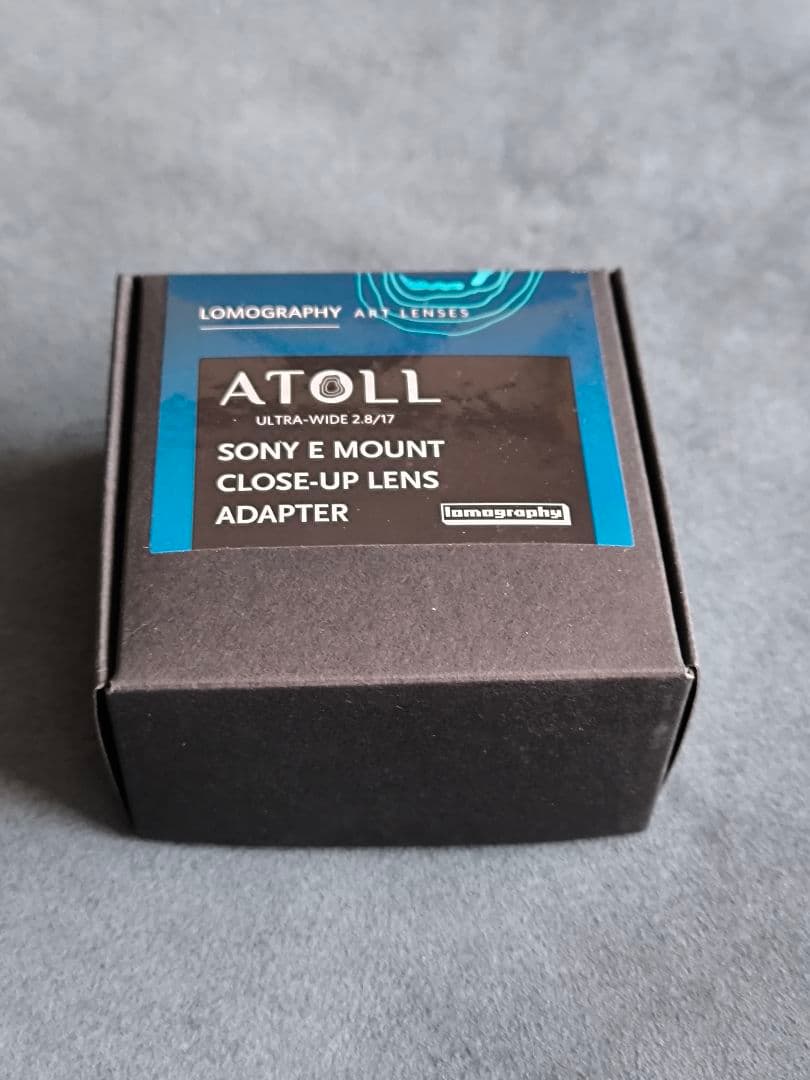 LOMOGRAPHY ART LENSES
ATOLL
ULTRA-WIDE 2.8/17
SONY E MOUNT
CLOSE-UP LENS
ADAPTER
lomography